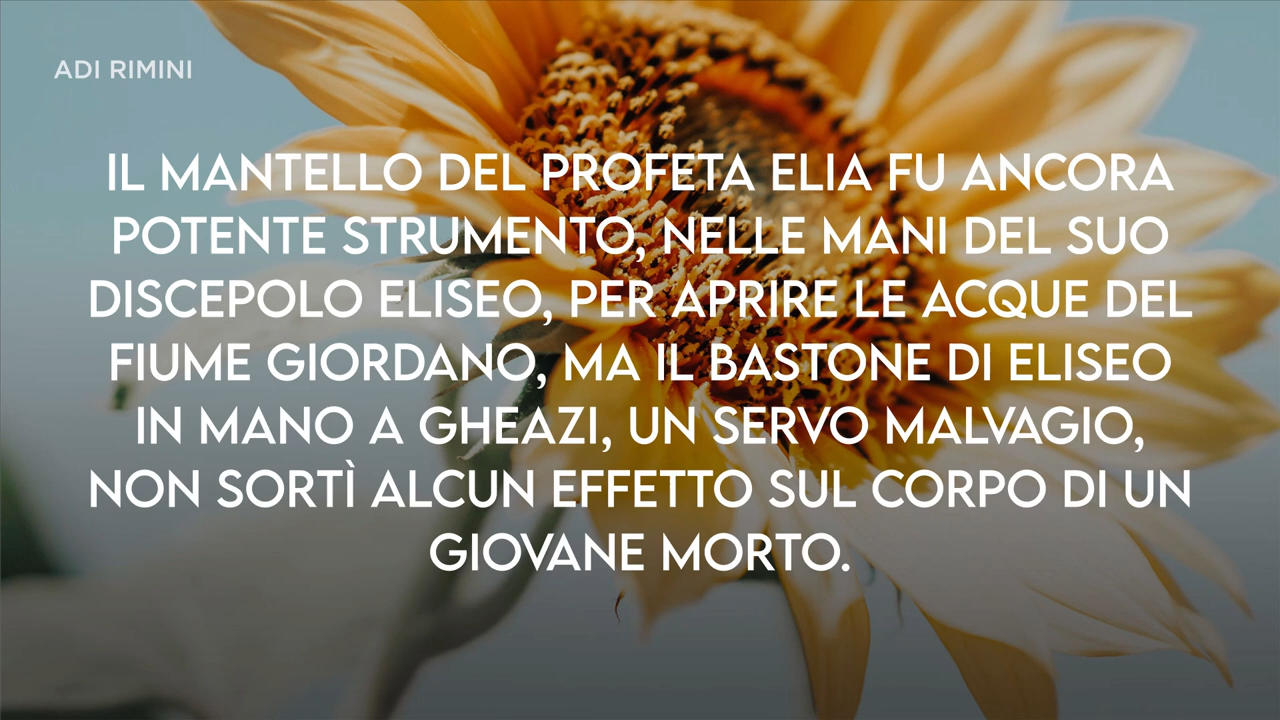 ADI RIMINI
IL MANTELLO DEL PROFETA ELIA FU ANCORA
POTENTE STRUMENTO, NELLE MANI DEL SUO
DISCEPOLO ELISEO, PER APRIRE LE ACQUE DEL
FIUME GIORDANO, MA IL BASTONE DI ELISEO
IN MANO A GHEAZI, UN SERVO MALVAGIO,
NON SORTÌ ALCUN EFFETTO SUL CORPO DI UN
GIOVANE MORTO.